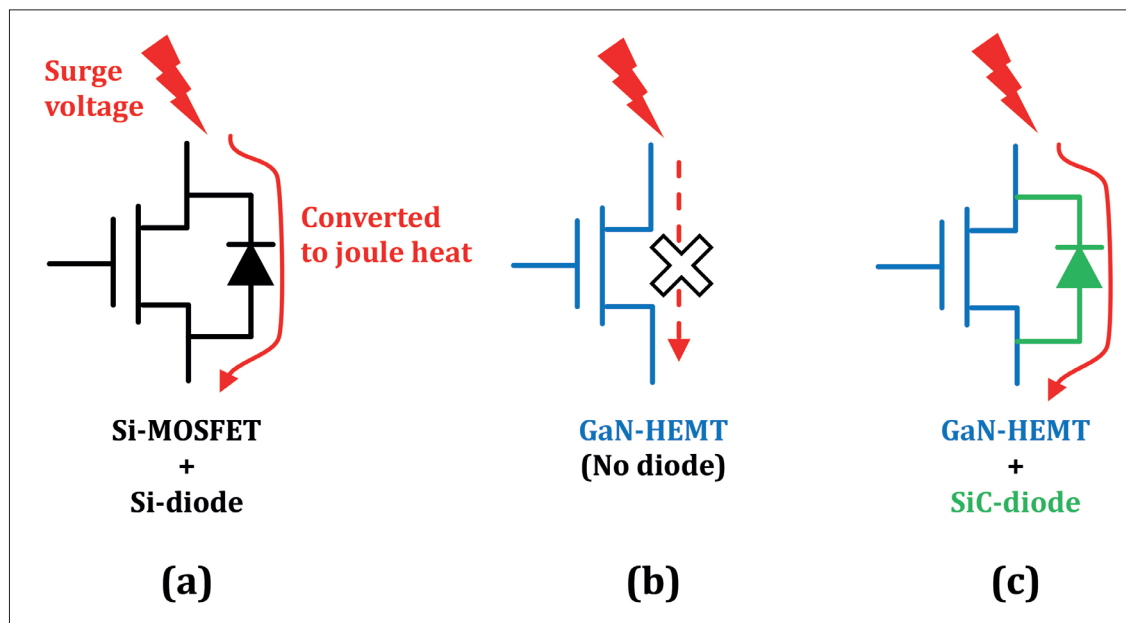 Surge
voltage
Converted
to joule heat
Si-MOSFET
+
Si-diode
(a)
GaN-HEMT
(No diode)
(b)
GaN-HEMT
+
SiC-diode
(c)